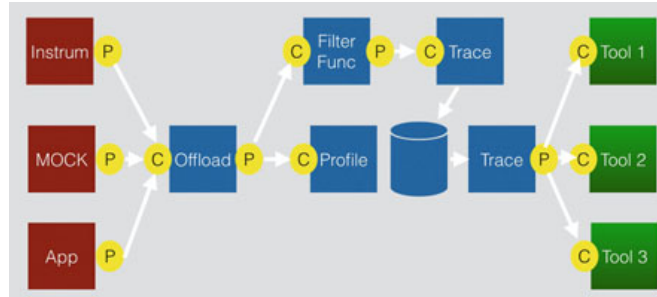 Instrum P
C Filter
Func P
C Trace
C Tool 1
MOCK P
C Offload P
C Profile
Trace P
C Tool 2
App P
C Tool 3